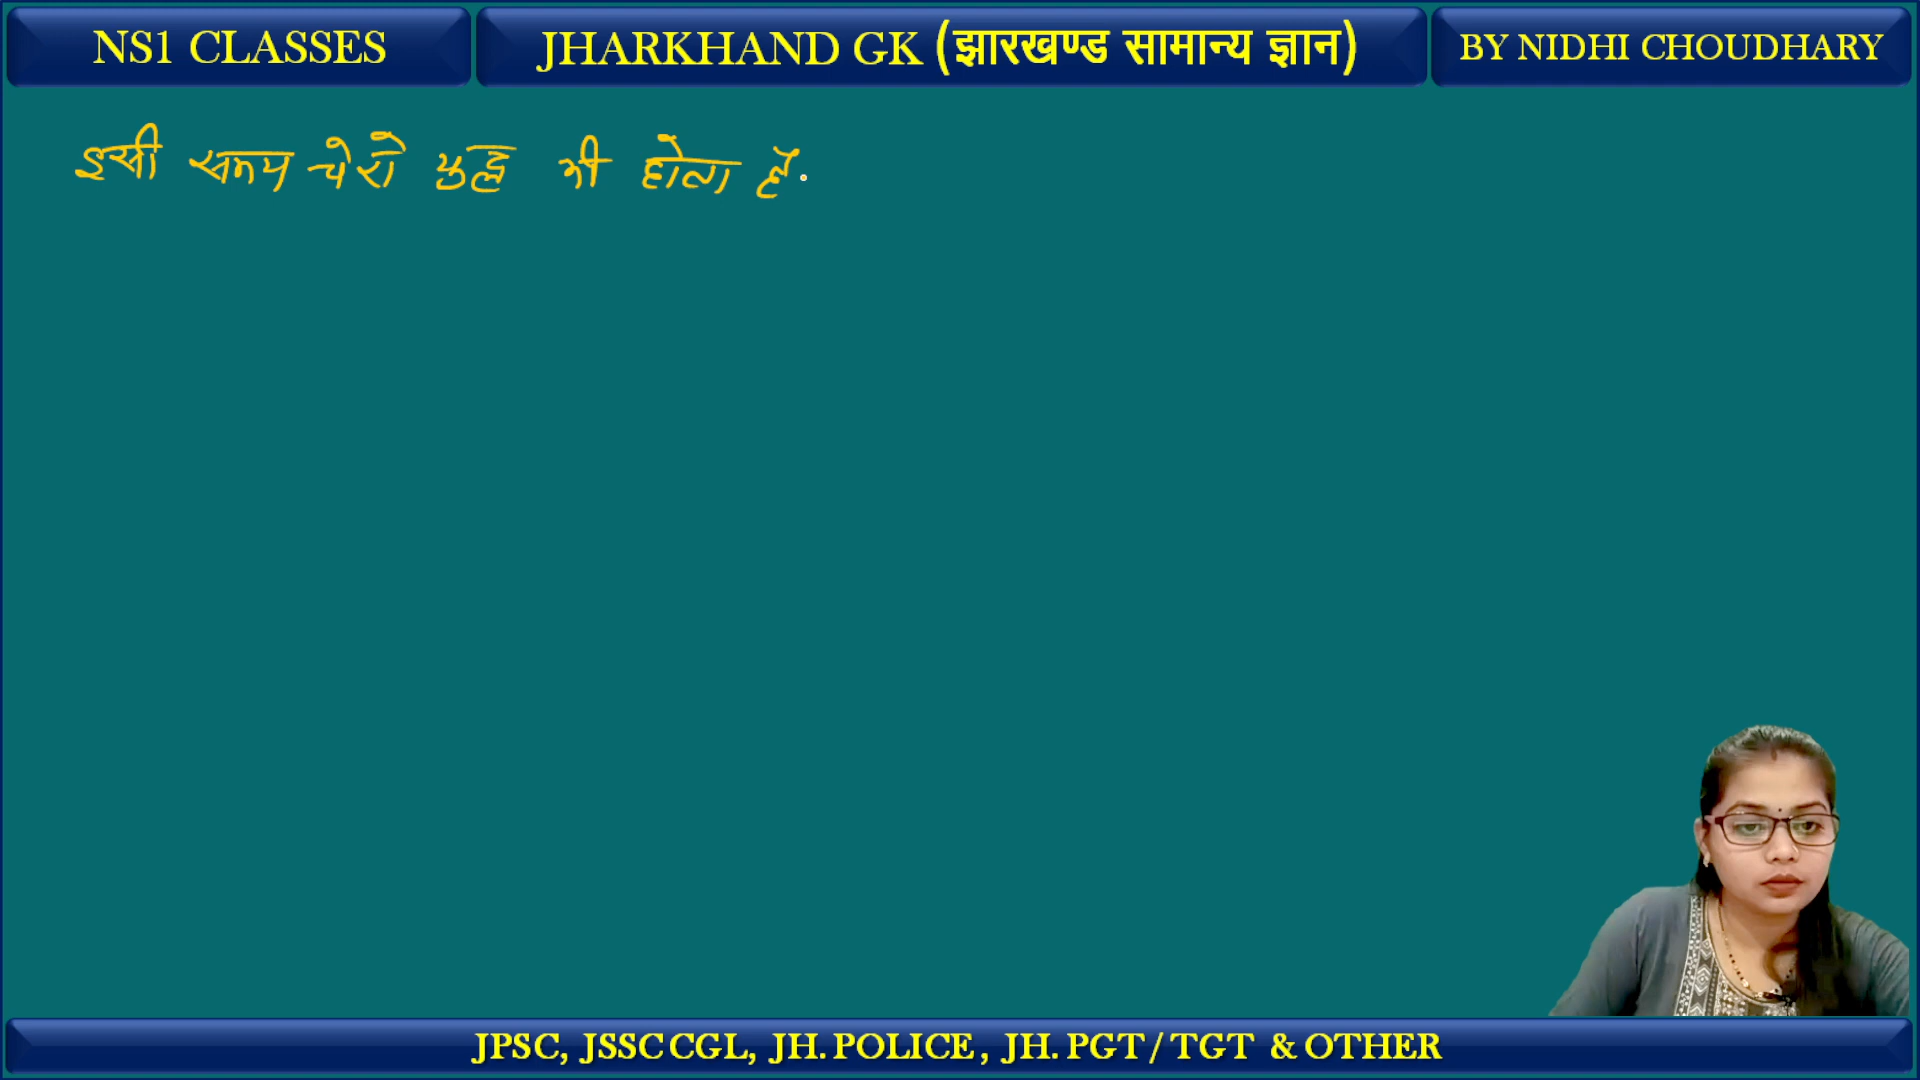 NS1 CLASSES
JHARKHAND GK (झारखण्ड सामान्य ज्ञान)
BY NIDHI CHOUDHARY
इसी समय चेरो युद्ध भी होता है.
JPSC, JSSC CGL, JH. POLICE, JH. PGT / TGT & OTHER